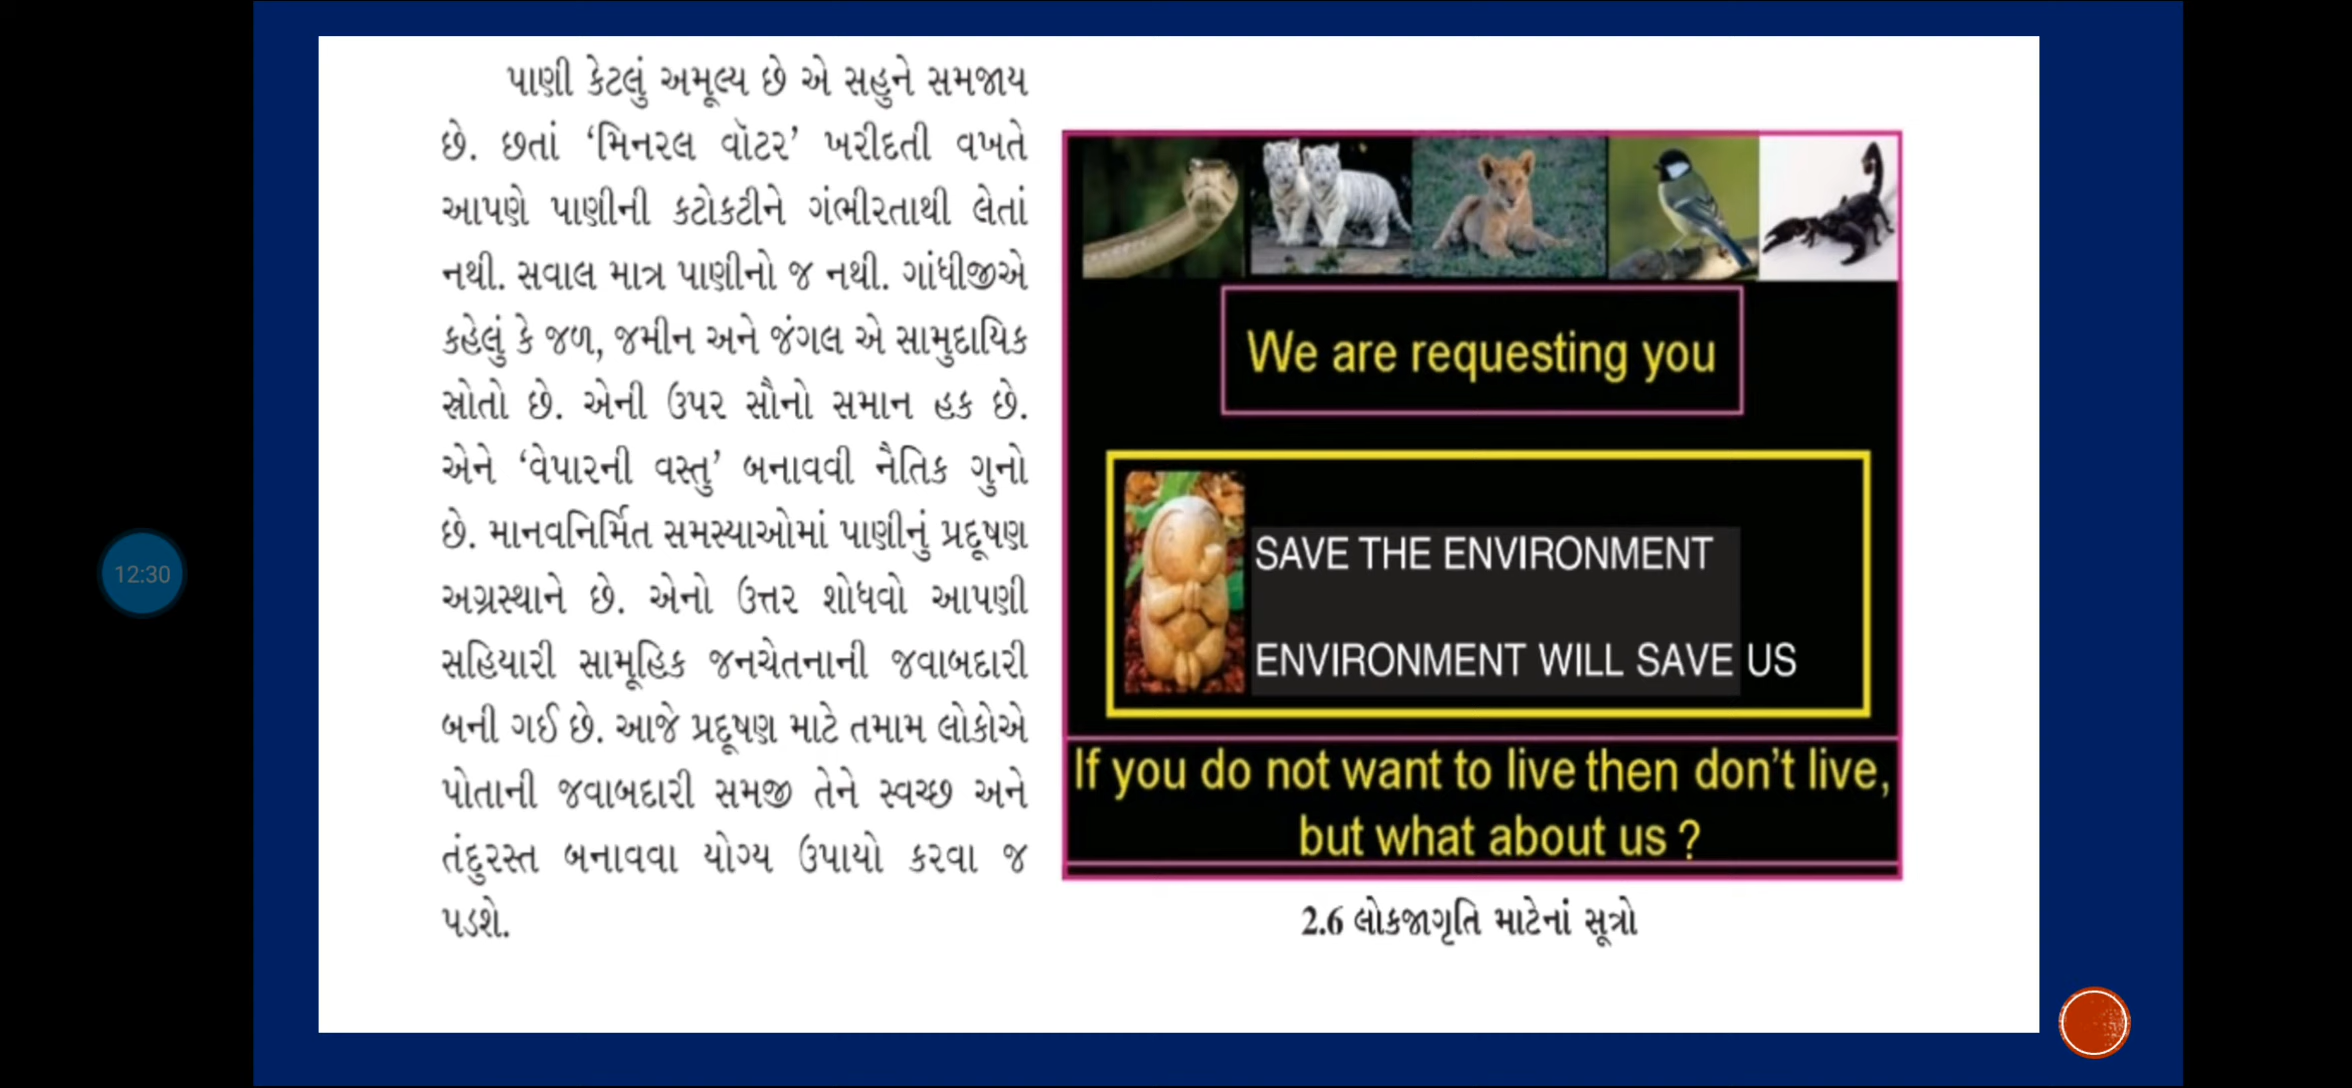 પાણી કેટલું અમૂલ્ય છે એ સહુને સમજાય
છે. છતાં ‘મિનરલ વૉટર’ ખરીદતી વખતે
આપણે પાણીની કટોકટીને ગંભીરતાથી લેતાં
નથી. સવાલ માત્ર પાણીનો જ નથી. ગાંધીજીએ
કહેલું કે જળ, જમીન અને જંગલ એ સામુદાયિક
સ્રોતો છે. એની ઉપર સૌનો સમાન હક છે.
એને ‘વેપારની વસ્તુ’ બનાવવી નૈતિક ગુનો
છે. માનવનિર્મિત સમસ્યાઓમાં પાણીનું પ્રદૂષણ
અગ્રસ્થાને છે. એનો ઉત્તર શોધવો આપણી
સહિયારી સામૂહિક જનચેતનાની જવાબદારી
બની ગઈ છે. આજે પ્રદૂષણ માટે તમામ લોકોએ
પોતાની જવાબદારી સમજી તેને સ્વચ્છ અને
તંદુરસ્ત બનાવવા યોગ્ય ઉપાયો કરવા જ
પડશે.
We are requesting you
SAVE THE ENVIRONMENT
ENVIRONMENT WILL SAVE US
If you do not want to live then don’t live,
but what about us ?
2.6 લોકજાગૃતિ માટેનાં સૂત્રો
12:30